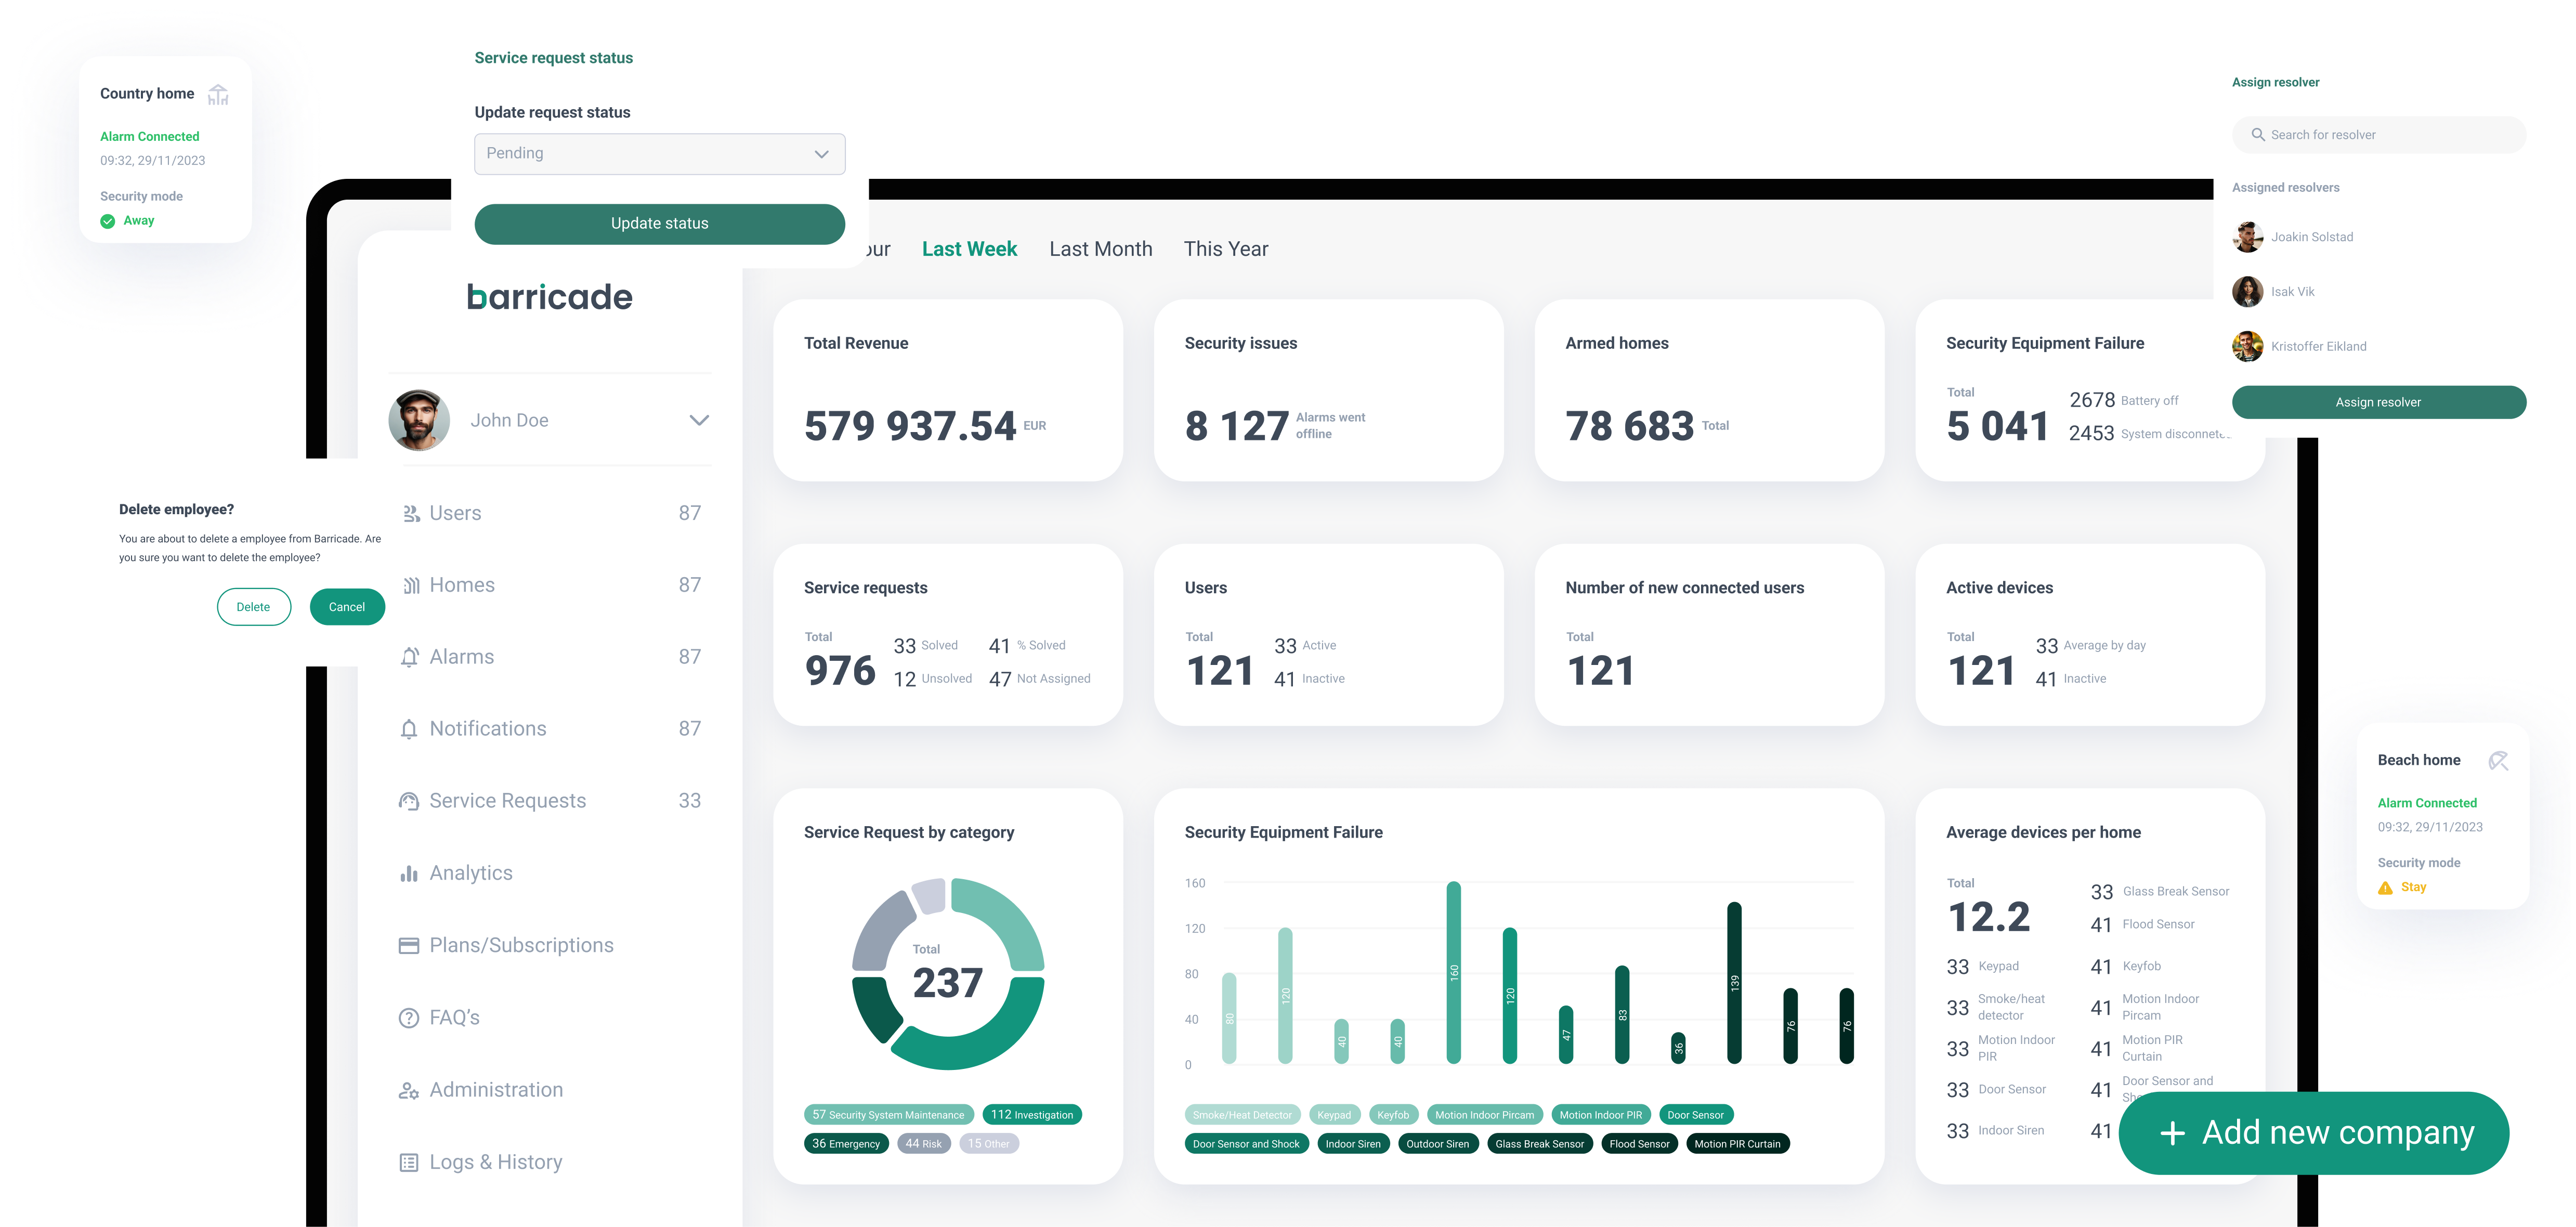 Country home
Alarm Connected
09:32, 29/11/2023
Security mode
Away
Service request status
Update request status
Pending
Update status
Assign resolver
Search for resolver
Assigned resolvers
Joakin Solstad
Isak Vik
Kristoffer Eikland
Assign resolver
Delete employee?
You are about to delete a employee from Barricade. Are
you sure you want to delete the employee?
Delete
Cancel
barricade
John Doe
Users 87
Homes 87
Alarms 87
Notifications 87
Service Requests 33
Analytics
Plans/Subscriptions
FAQ's
Administration
Logs & History
Last Week Last Month This Year
Total Revenue
579 937.54 EUR
Security issues
8 127 Alarms went
offline
Armed homes
78 683 Total
Security Equipment Failure
Total
5 041
2678 Battery off
2453 System
Service requests
Total
976
33 Solved
41 % Solved
12 Unsolved
47 Not Assigned
Users
Total
121
33 Active
41 Inactive
Number of new connected users
Total
121
Active devices
Total
121
33 Average by day
41 Inactive
Service Request by category
Total
237
57 Security System Maintenance
112 Investigation
36 Emergency
44 Risk
15 Other
Security Equipment Failure
160
120
80
40
0
80
120
40
40
160
120
47
83
36
139
76
76
Smoke/Heat Detector
Keypad
Keyfob
Motion Indoor Pircam
Motion Indoor PIR
Door Sensor
Door Sensor and Shock
Indoor Siren
Outdoor Siren
Glass Break Sensor
Flood Sensor
Motion PIR Curtain
Average devices per home
Total
12.2
33 Glass Break Sensor
41 Flood Sensor
33 Keypad
41 Keyfob
33 Smoke/heat
detector
41 Motion Indoor
Pircam
33 Motion Indoor
PIR
41 Motion PIR
Curtain
33 Door Sensor
41 Door Sensor and
33 Indoor Siren
41
Beach home
Alarm Connected
09:32, 29/11/2023
Security mode
Stay
+ Add new company